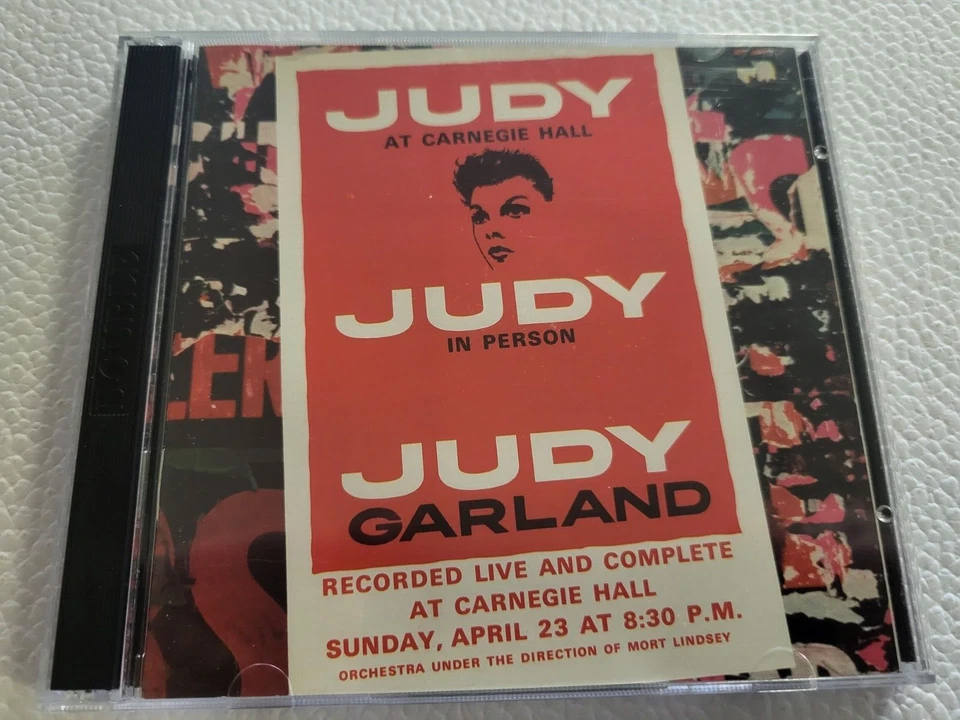 JUDY
AT CARNEGIE HALL
JUDY
IN PERSON
JUDY
GARLAND
RECORDED LIVE AND COMPLETE
AT CARNEGIE HALL
SUNDAY, APRIL 23 AT 8:30 P.M.
ORCHESTRA UNDER THE DIRECTION OF MORT LINDSEY